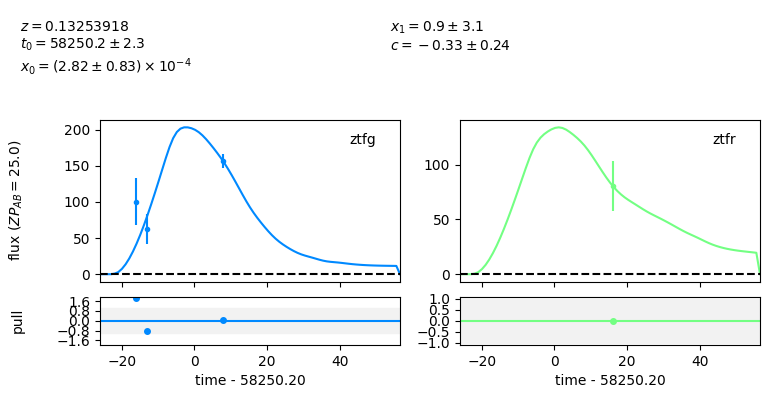 z = 0.13253918
t₀ = 58250.2 ± 2.3
x₀ = (2.82 ± 0.83) × 10⁻⁴
x₁ = 0.9 ± 3.1
c = −0.33 ± 0.24
flux (ZP_AB = 25.0)
200
150
100
50
0
ztfg
100
50
0
ztfr
pull
1.6
0.8
0.0
−0.8
−1.6
−20 0 20 40
time - 58250.20
1.0
0.5
0.0
−0.5
−1.0
−20 0 20 40
time - 58250.20